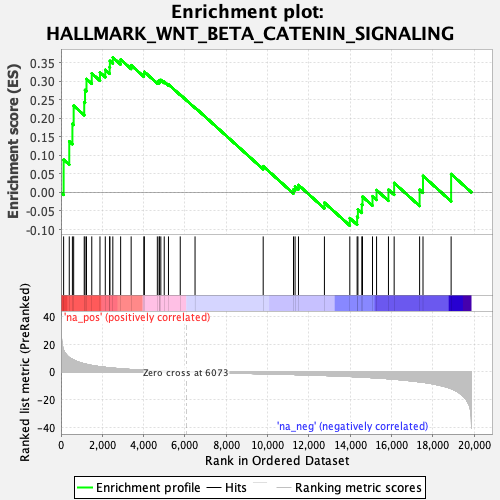 Enrichment plot:
HALLMARK_WNT_BETA_CATENIN_SIGNALING
Enrichment score (ES)
0.35
0.30
0.25
0.20
0.15
0.10
0.05
0.00
-0.05
-0.10
'na_pos' (positively correlated)
Ranked list metric (PreRanked)
40
20
0
-20
-40
Zero cross at 6073
'na_neg' (negatively correlated)
0
2,000
4,000
6,000
8,000
10,000
12,000
14,000
16,000
18,000
20,000
Rank in Ordered Dataset
Enrichment profile
Hits
Ranking metric scores